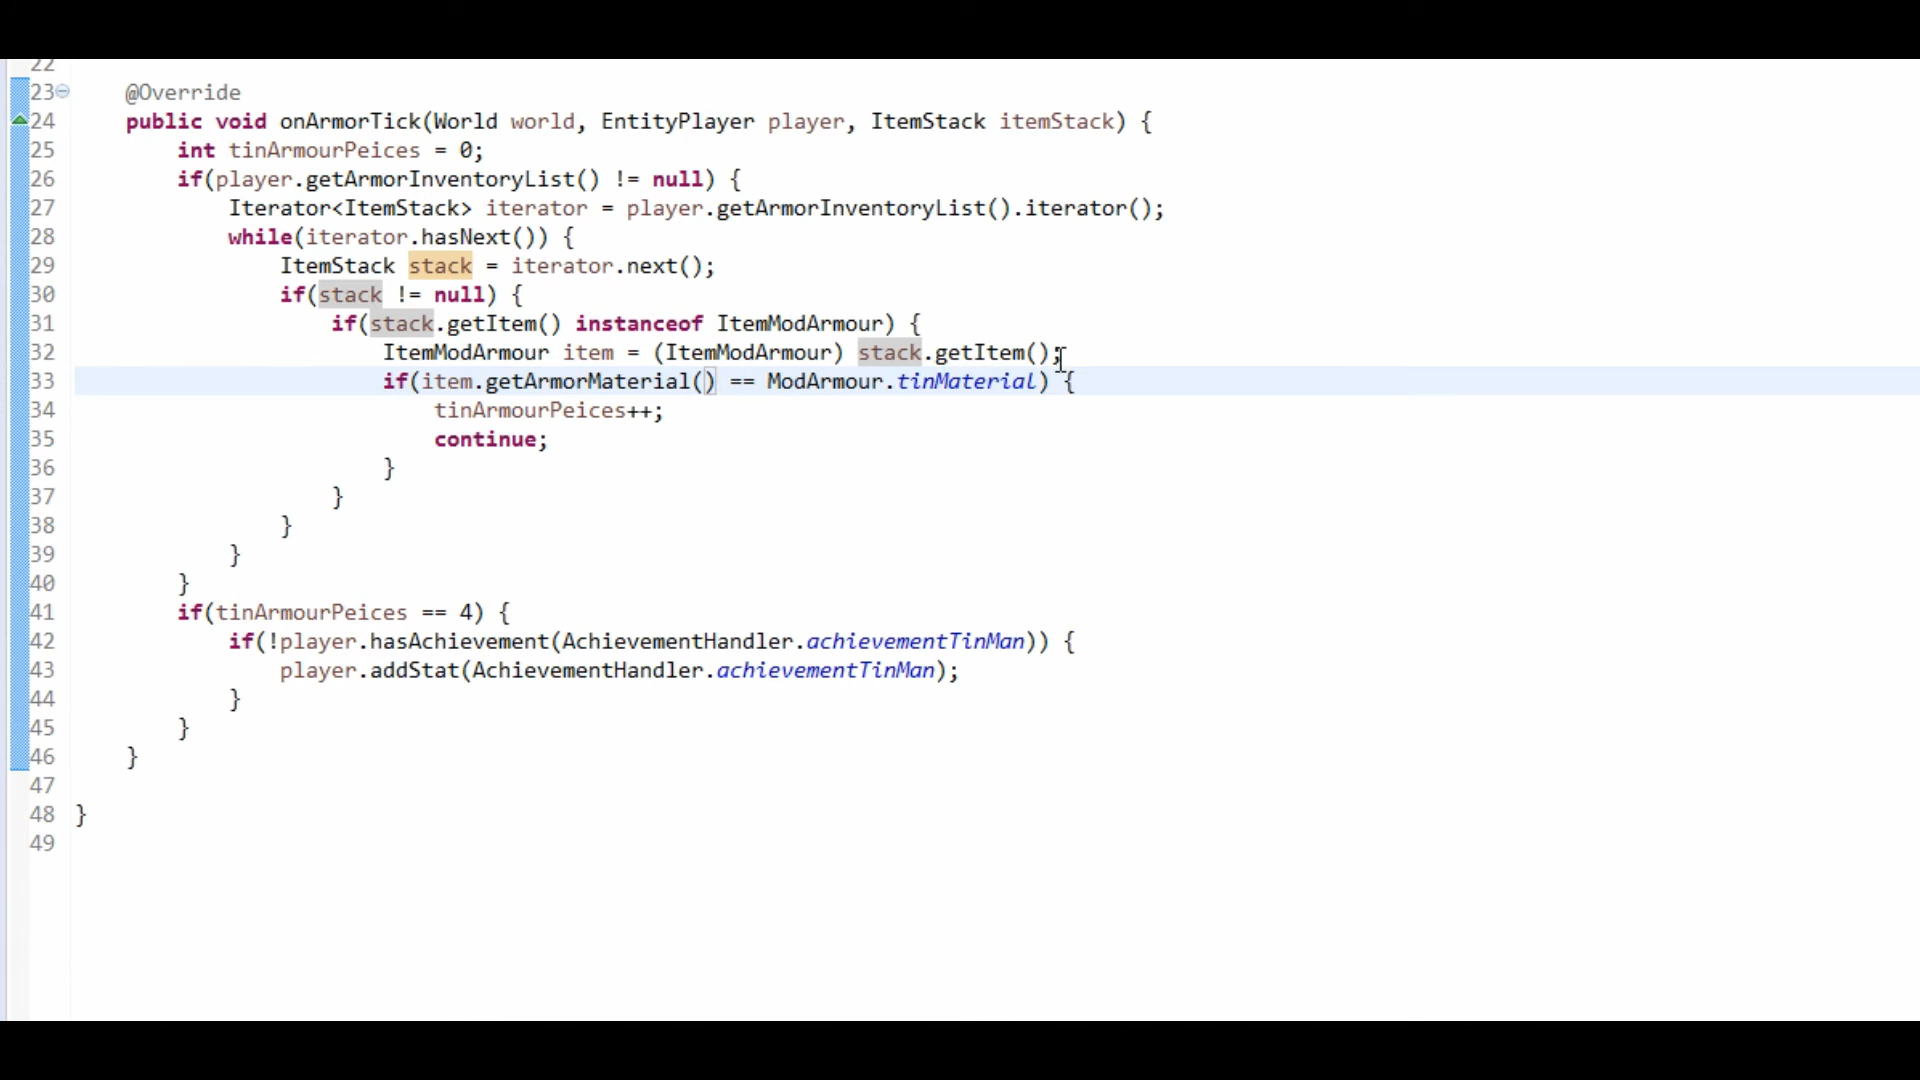 22
23 @Override
24 public void onArmorTick(World world, EntityPlayer player, ItemStack itemStack) {
25 int tinArmourPeices = 0;
26 if(player.getArmorInventoryList() != null) {
27 Iterator<ItemStack> iterator = player.getArmorInventoryList().iterator();
28 while(iterator.hasNext()) {
29 ItemStack stack = iterator.next();
30 if(stack != null) {
31 if(stack.getItem() instanceof ItemModArmour) {
32 ItemModArmour item = (ItemModArmour) stack.getItem();
33 if(item.getArmorMaterial() == ModArmour.tinMaterial) {
34 tinArmourPeices++;
35 continue;
36 }
37 }
38 }
39 }
40 }
41 if(tinArmourPeices == 4) {
42 if(!player.hasAchievement(AchievementHandler.achievementTinMan)) {
43 player.addStat(AchievementHandler.achievementTinMan);
44 }
45 }
46 }
47
48 }
49